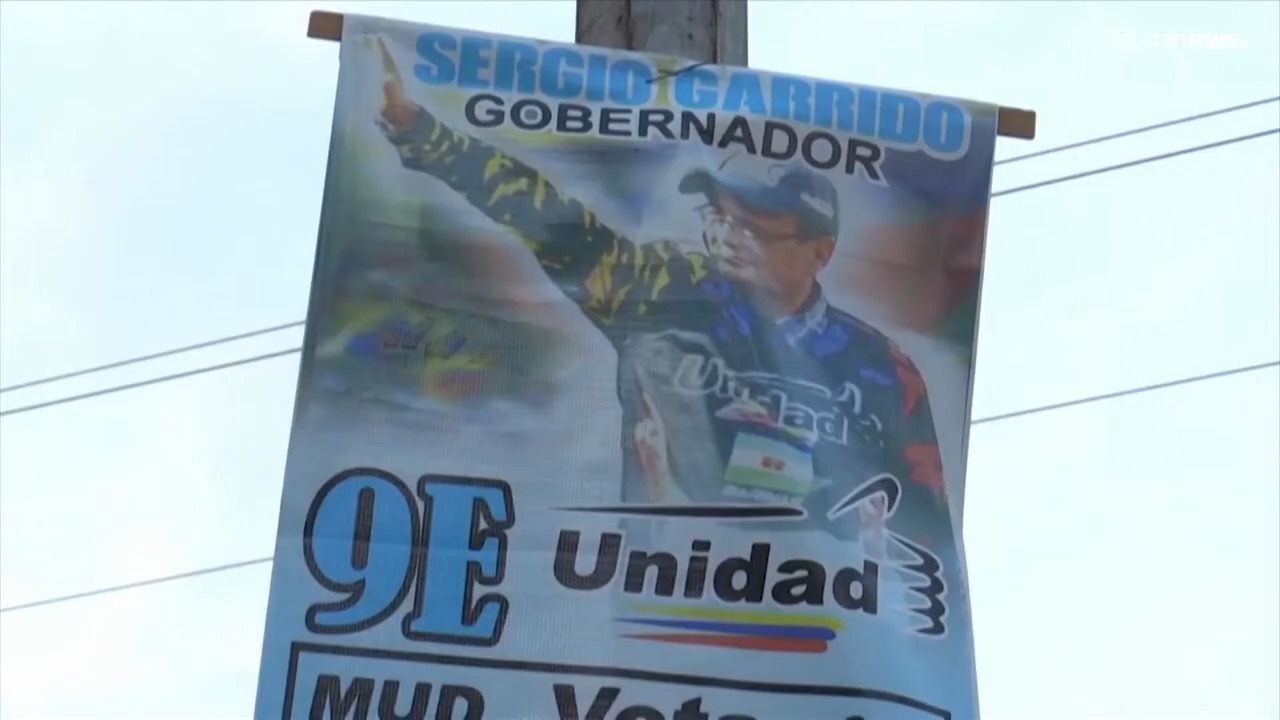 euronews.
SERGIO GARRIDO
GOBERNADOR
Unidad
9E Unidad
MUD